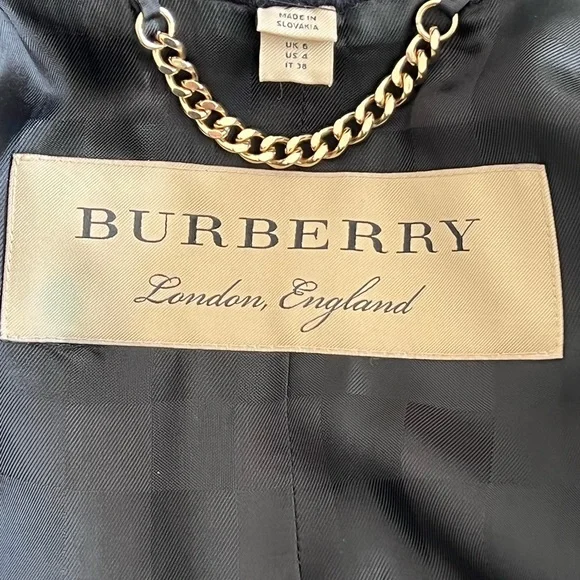 MADE IN
SLOVAKIA
UK 6
US 4
IT 38
BURBERRY
London, England